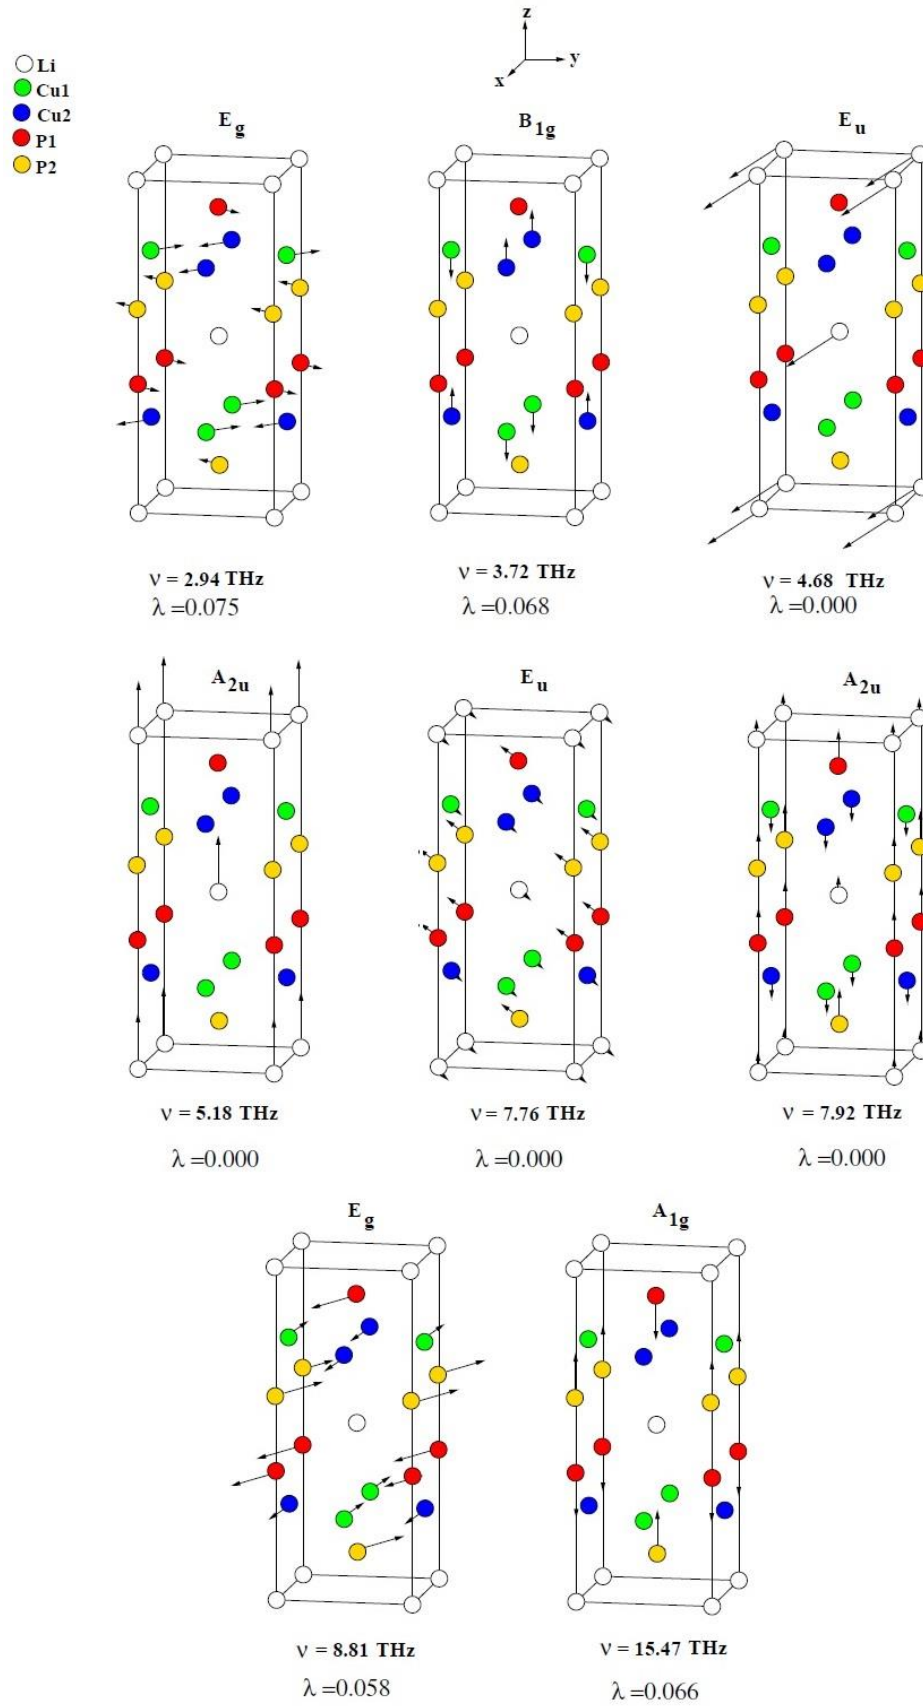 z
y
x
Li
Cu1
Cu2
P1
P2
E g
B 1g
E u
ν = 2.94 THz
λ =0.075
ν = 3.72 THz
λ =0.068
ν = 4.68 THz
λ =0.000
A 2u
E u
A 2u
ν = 5.18 THz
λ =0.000
ν = 7.76 THz
λ =0.000
ν = 7.92 THz
λ =0.000
E g
A 1g
ν = 8.81 THz
λ =0.058
ν = 15.47 THz
λ =0.066